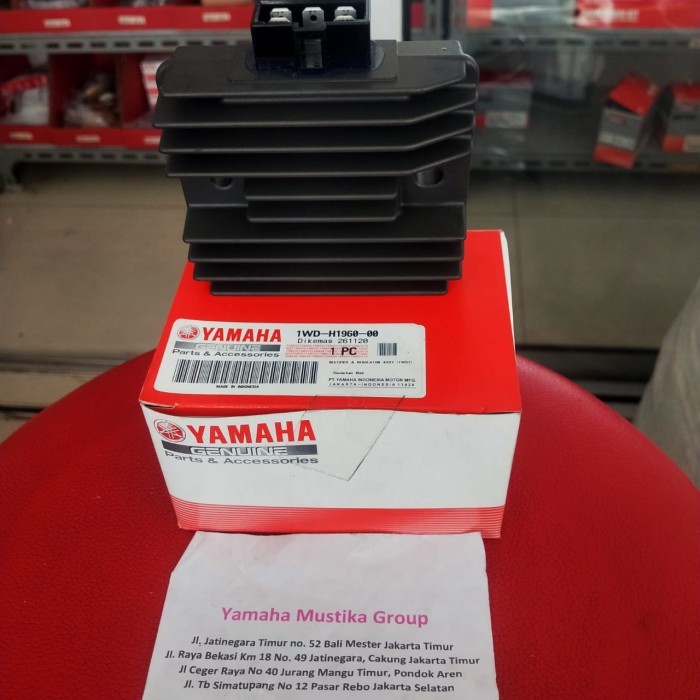 YAMAHA
GENUINE
Parts & Accessories
1WD-H1960-00
Dikemas 261120
1 PC
MADE IN INDONESIA
PT.YAMAHA INDONESIA MOTOR MFG.
JAKARTA-INDONESIA 13920
YAMAHA
GENUINE
Parts & Accessories
Yamaha Mustika Group
Jl. Jatinegara Timur no. 52 Bali Mester Jakarta Timur
Jl. Raya Bekasi Km 18 No. 49 Jatinegara, Cakung Jakarta Timur
Jl Ceger Raya No 40 Jurang Mangu Timur, Pondok Aren
Jl. Tb Simatupang No 12 Pasar Rebo Jakarta Selatan